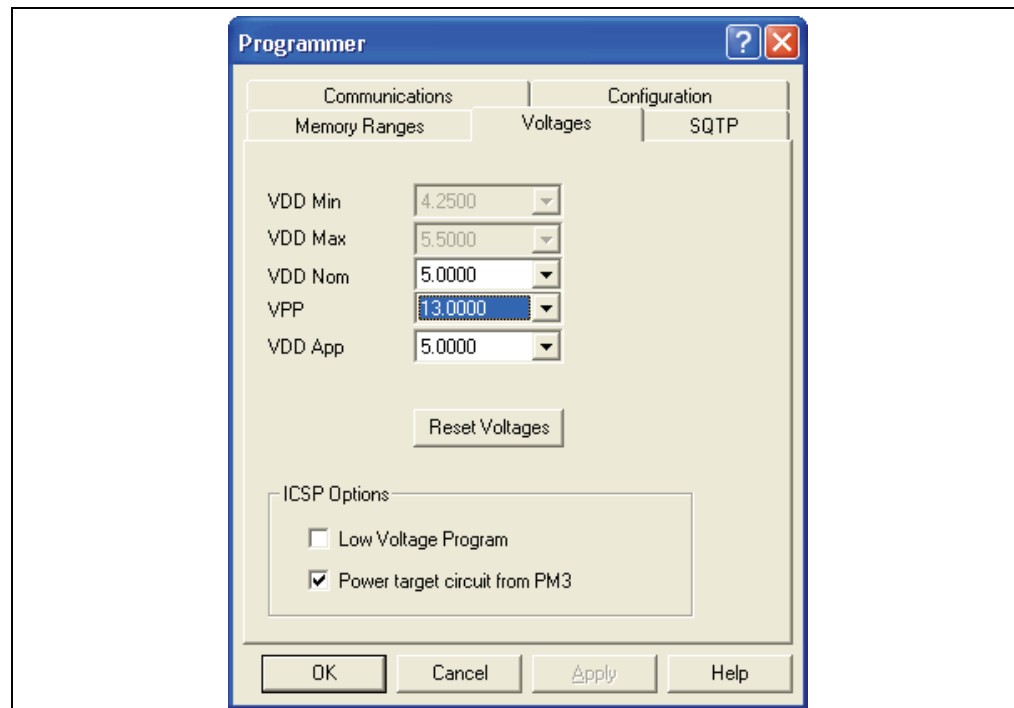 Programmer
Communications Configuration
Memory Ranges Voltages SQTP
VDD Min 4.2500
VDD Max 5.5000
VDD Nom 5.0000
VPP 13.0000
VDD App 5.0000
Reset Voltages
ICSP Options
Low Voltage Program
Power target circuit from PM3
OK Cancel Apply Help